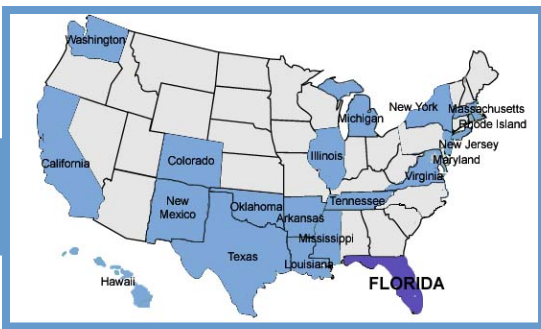 Washington
New York
Massachusetts
Michigan
Rhode Island
New Jersey
Illinois
Maryland
California
Colorado
Virginia
Tennessee
New
Mexico
Oklahoma
Arkansas
Mississippi
Texas
Louisiana
Hawaii
FLORIDA